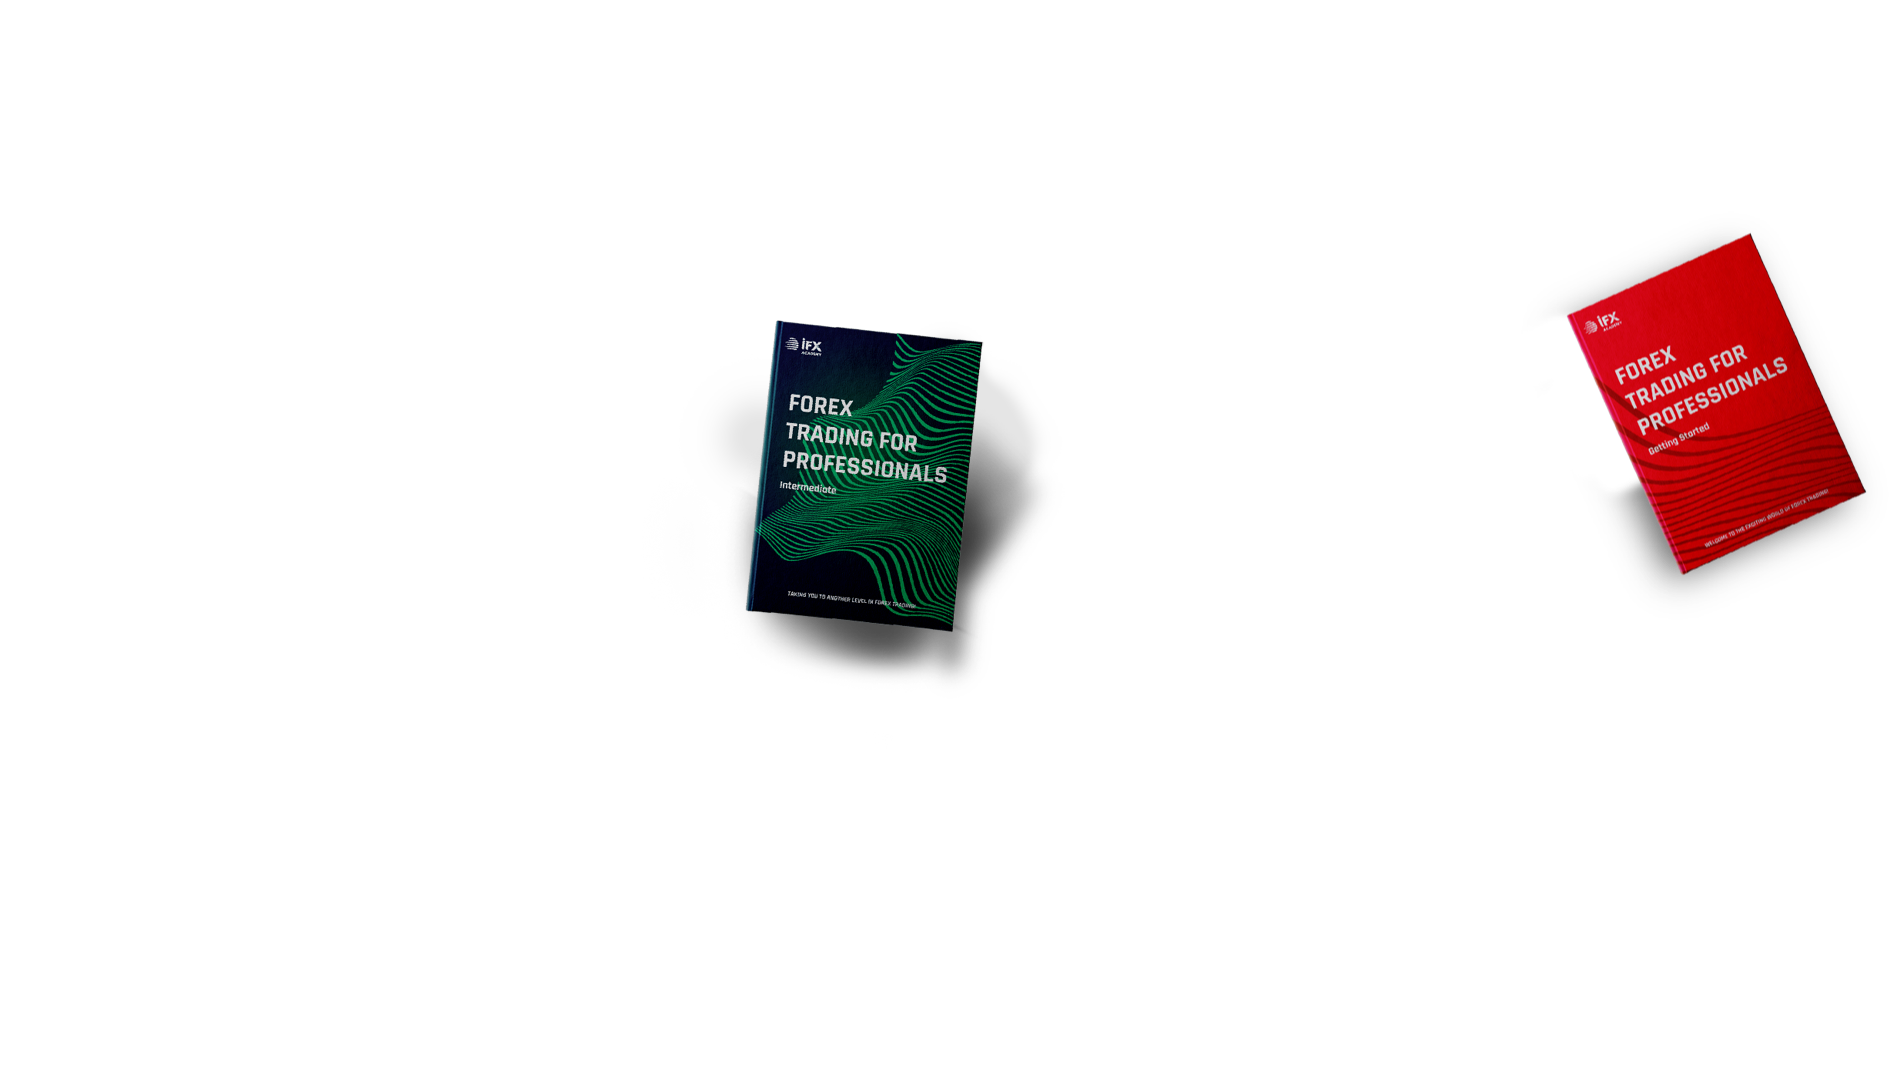 iFX
ACADEMY
FOREX
TRADING FOR
PROFESSIONALS
Intermediate
TAKING YOU TO ANOTHER LEVEL IN FOREX TRADING!
iFX
ACADEMY
FOREX
TRADING FOR
PROFESSIONALS
Getting Started
WELCOME TO THE EXCITING WORLD OF FOREX TRADING!